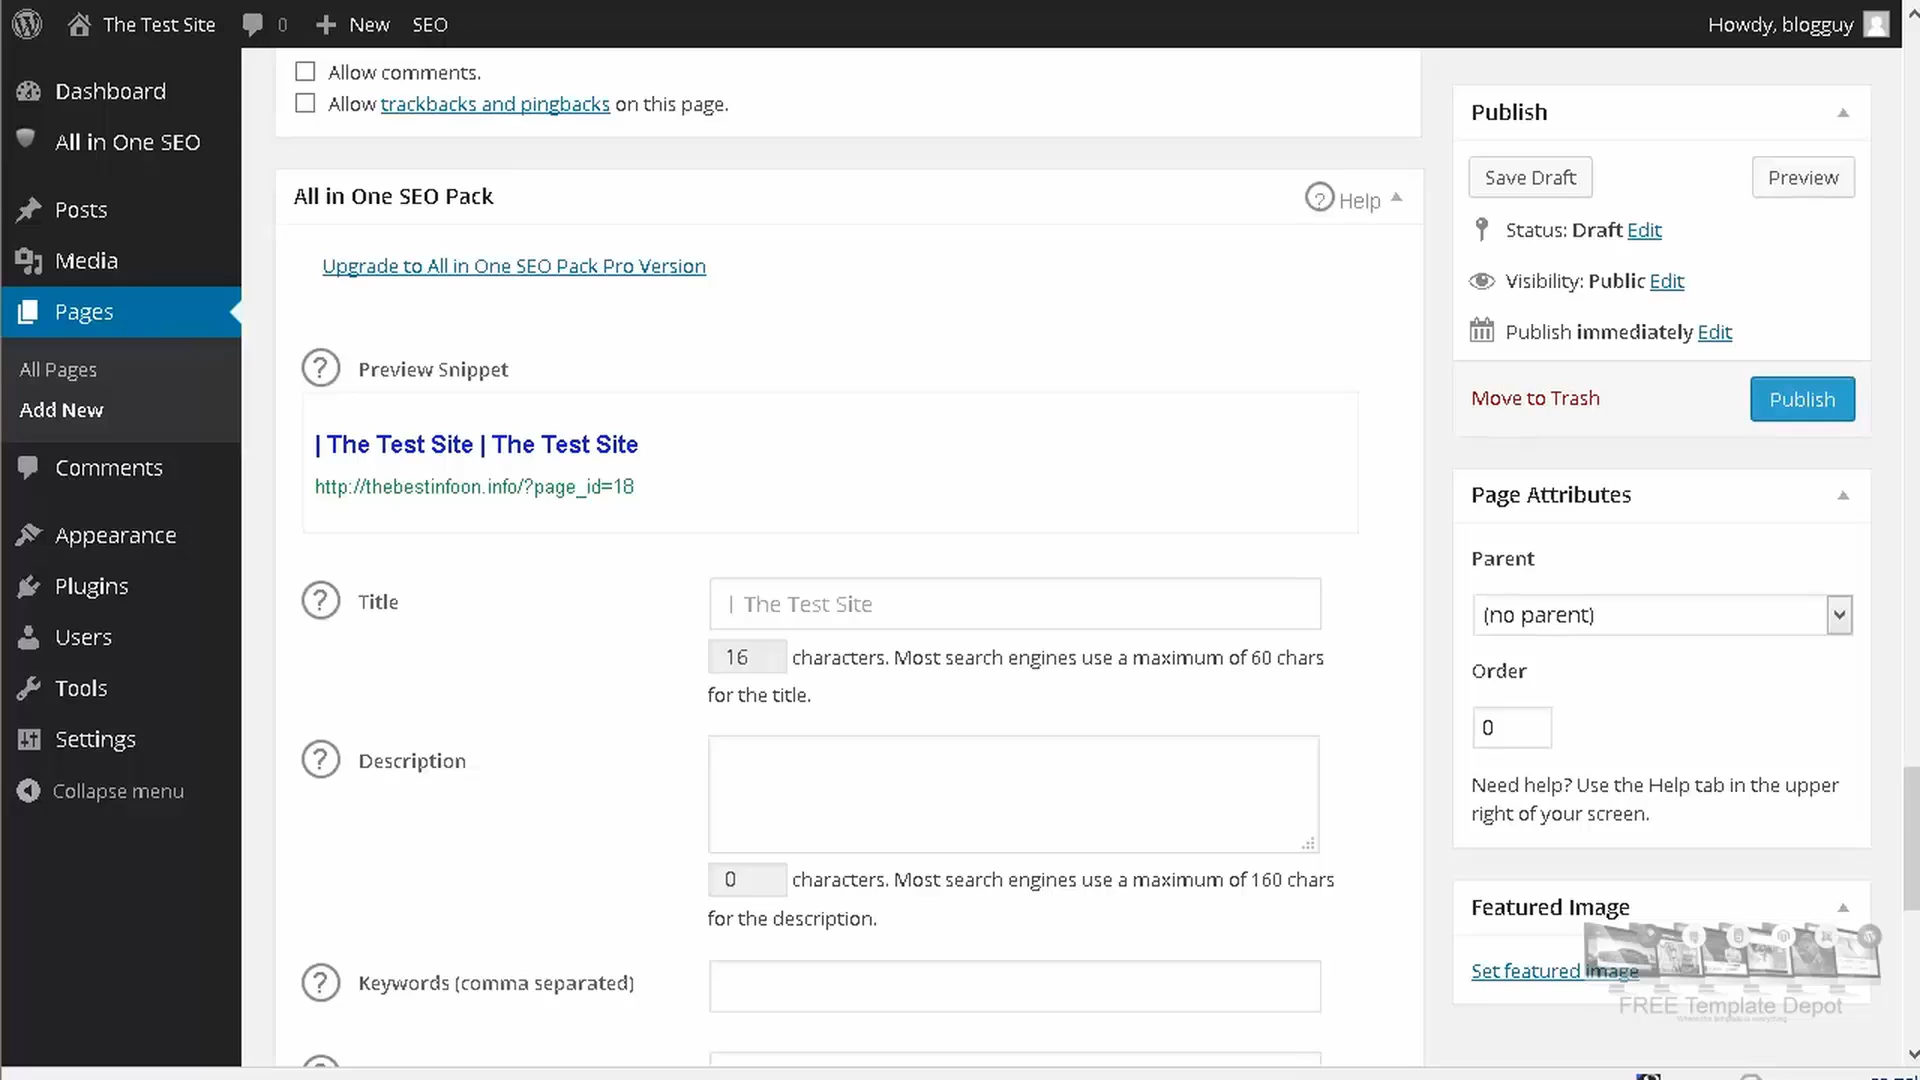 The Test Site
0
New
SEO
Howdy, blogguy
Dashboard
All in One SEO
Posts
Media
Pages
All Pages
Add New
Comments
Appearance
Plugins
Users
Tools
Settings
Collapse menu
Allow comments.
Allow trackbacks and pingbacks on this page.
All in One SEO Pack
? Help
Upgrade to All in One SEO Pack Pro Version
? Preview Snippet
| The Test Site | The Test Site
http://thebestinfoon.info/?page_id=18
? Title
| The Test Site
16 characters. Most search engines use a maximum of 60 chars
for the title.
? Description
0 characters. Most search engines use a maximum of 160 chars
for the description.
? Keywords (comma separated)
Publish
Save Draft
Preview
Status: Draft Edit
Visibility: Public Edit
Publish immediately Edit
Move to Trash
Publish
Page Attributes
Parent
(no parent)
Order
0
Need help? Use the Help tab in the upper
right of your screen.
Featured Image
Set featured image
FREE Template Depot